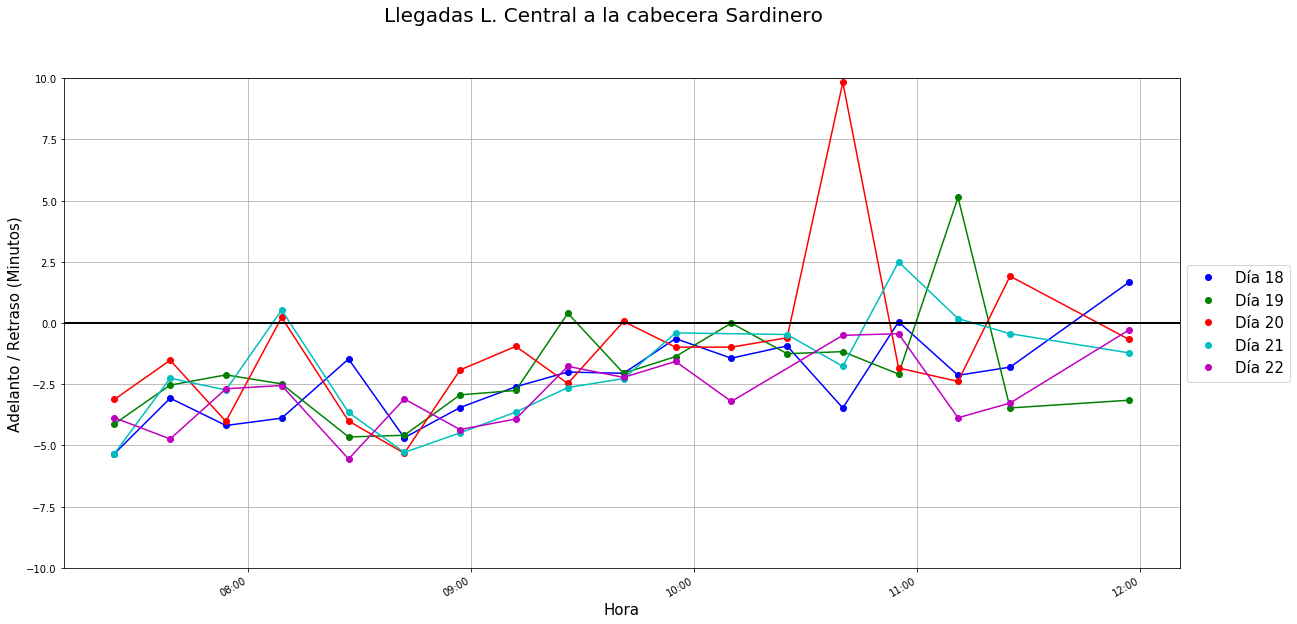 Llegadas L. Central a la cabecera Sardinero
Adelanto / Retraso (Minutos)
10.0
7.5
5.0
2.5
0.0
−2.5
−5.0
−7.5
−10.0
08:00
09:00
10:00
11:00
12:00
Hora
Día 18
Día 19
Día 20
Día 21
Día 22